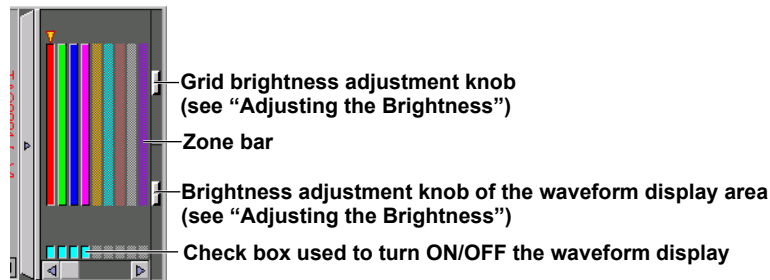 Grid brightness adjustment knob
(see “Adjusting the Brightness”)
Zone bar
Brightness adjustment knob of the waveform display area
(see “Adjusting the Brightness”)
Check box used to turn ON/OFF the waveform display